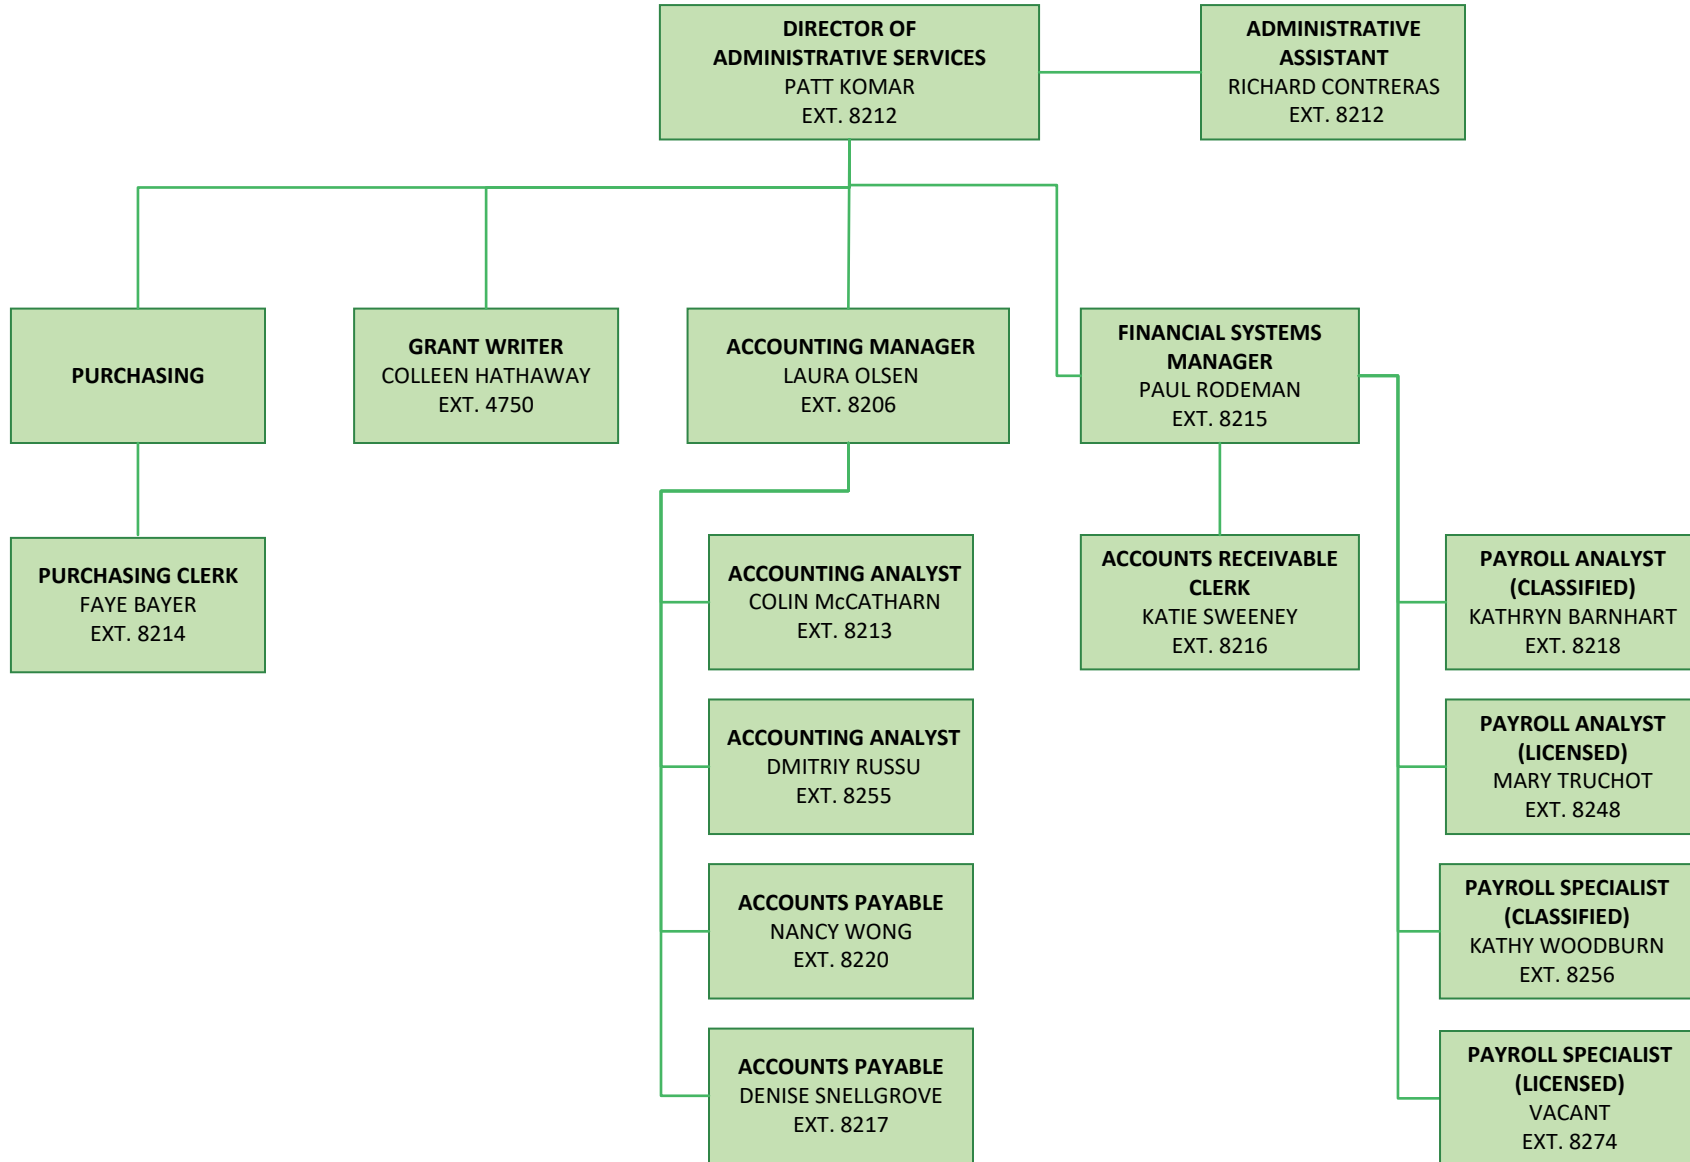 DIRECTOR OF
ADMINISTRATIVE SERVICES
PATT KOMAR
EXT. 8212
ADMINISTRATIVE
ASSISTANT
RICHARD CONTRERAS
EXT. 8212
PURCHASING
GRANT WRITER
COLLEEN HATHAWAY
EXT. 4750
ACCOUNTING MANAGER
LAURA OLSEN
EXT. 8206
FINANCIAL SYSTEMS
MANAGER
PAUL RODEMAN
EXT. 8215
PURCHASING CLERK
FAYE BAYER
EXT. 8214
ACCOUNTING ANALYST
COLIN McCATHARN
EXT. 8213
ACCOUNTS RECEIVABLE
CLERK
KATIE SWEENEY
EXT. 8216
PAYROLL ANALYST
(CLASSIFIED)
KATHRYN BARNHART
EXT. 8218
ACCOUNTING ANALYST
DMITRIY RUSSU
EXT. 8255
PAYROLL ANALYST
(LICENSED)
MARY TRUCHOT
EXT. 8248
ACCOUNTS PAYABLE
NANCY WONG
EXT. 8220
PAYROLL SPECIALIST
(CLASSIFIED)
KATHY WOODBURN
EXT. 8256
ACCOUNTS PAYABLE
DENISE SNELLGROVE
EXT. 8217
PAYROLL SPECIALIST
(LICENSED)
VACANT
EXT. 8274